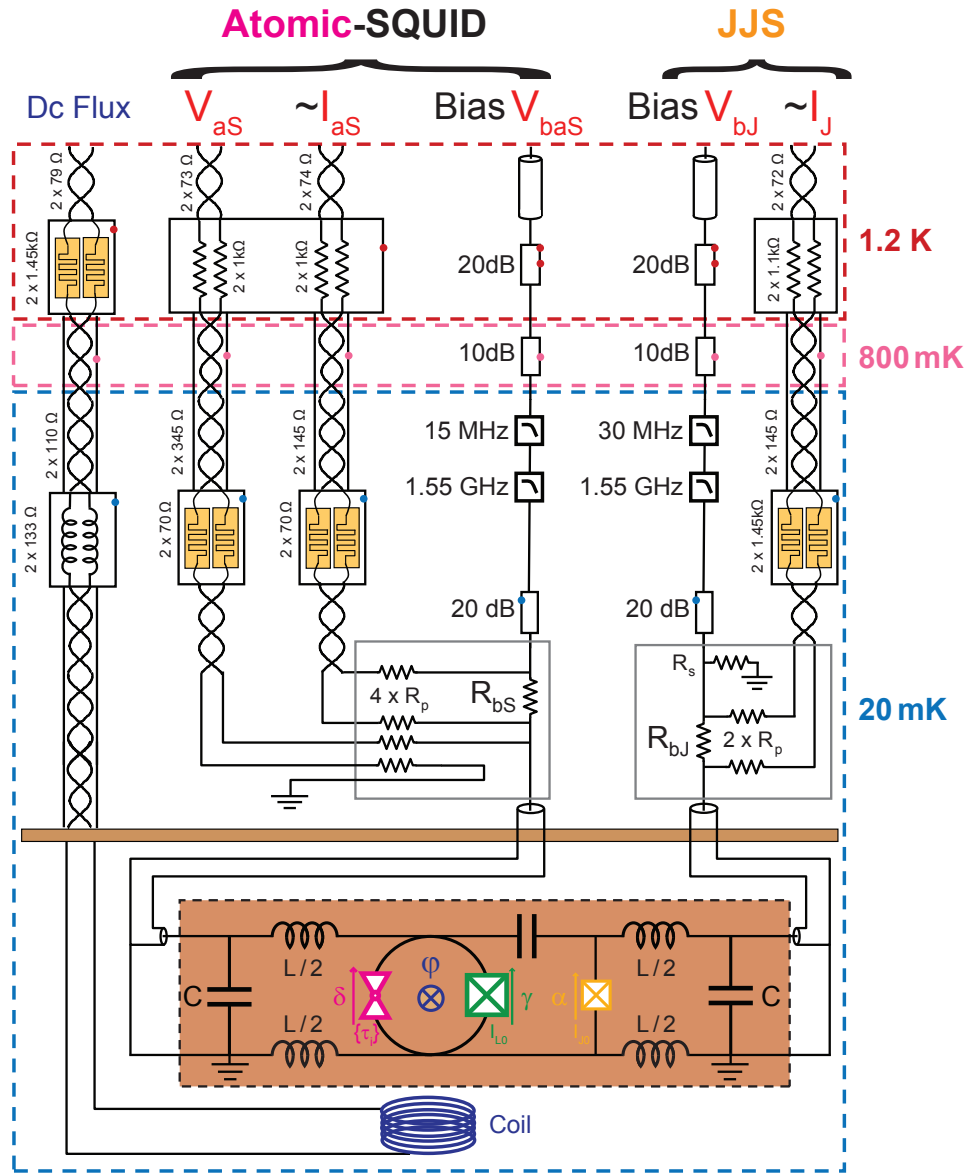 Atomic-SQUID JJS
Dc Flux V_aS ~I_aS Bias V_baS Bias V_bJ ~I_J
2 x 79 Ω 2 x 73 Ω 2 x 74 Ω 2 x 72 Ω
2 x 1.45kΩ 2 x 1kΩ 2 x 1kΩ 20dB 20dB 2 x 1.1kΩ 1.2 K
10dB 10dB 800 mK
15 MHz 30 MHz
2 x 110 Ω 2 x 345 Ω 2 x 145 Ω 1.55 GHz 1.55 GHz 2 x 145 Ω
2 x 133 Ω 2 x 70 Ω 2 x 70 Ω 2 x 1.45kΩ
20 dB 20 dB
R_s
4 x R_p R_bS
20 mK
R_bJ 2 x R_p
L/2 φ L/2
C δ γ α C
{τ_i} I_L0 I_J0
L/2 L/2
Coil